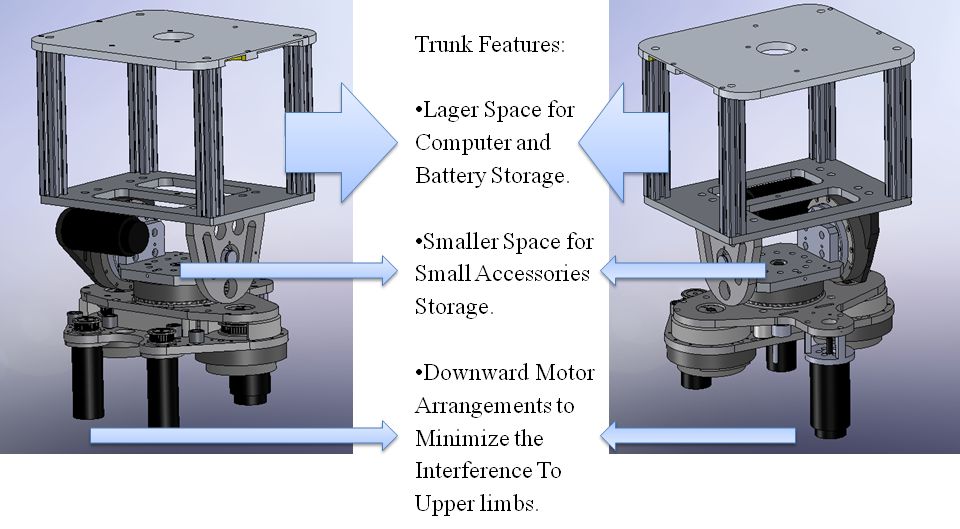 Trunk Features:
•Lager Space for
Computer and
Battery Storage.
•Smaller Space for
Small Accessories
Storage.
•Downward Motor
Arrangements to
Minimize the
Interference To
Upper limbs.